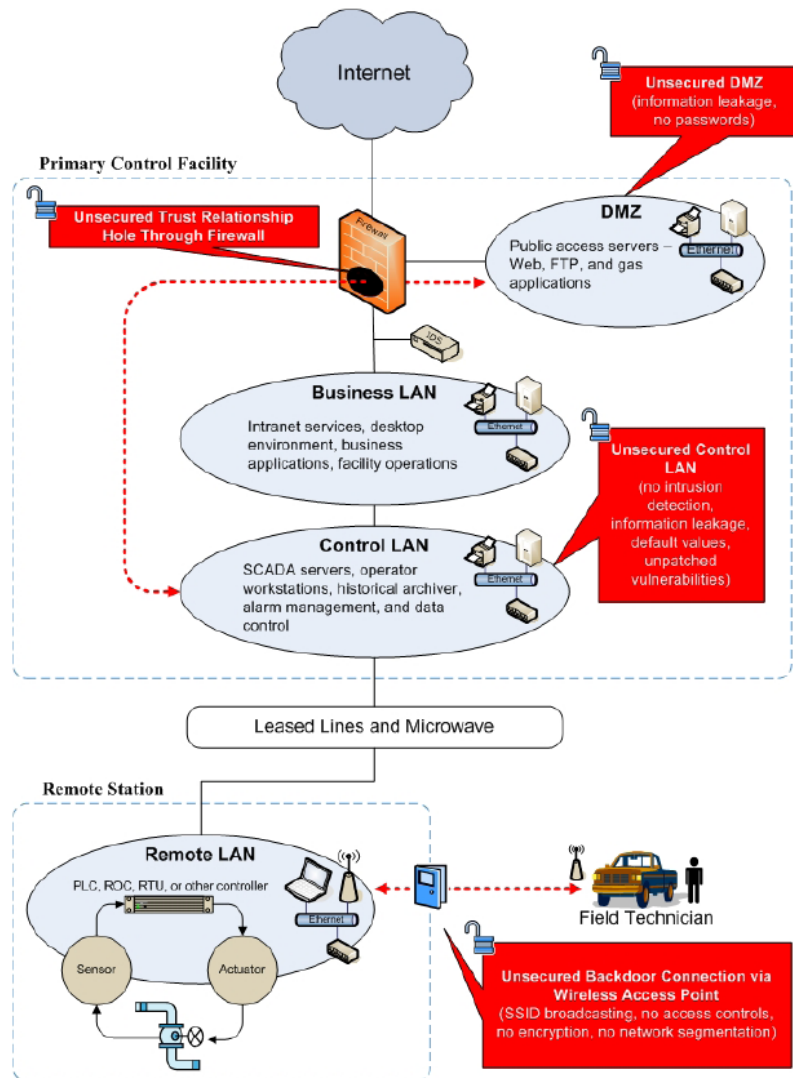 Internet
Unsecured DMZ
(information leakage,
no passwords)
Primary Control Facility
Unsecured Trust Relationship
Hole Through Firewall
Firewall
DMZ
Public access servers –
Web, FTP, and gas
applications
Ethernet
IDS
Business LAN
Intranet services, desktop
environment, business
applications, facility operations
Ethernet
Unsecured Control
LAN
(no intrusion
detection,
information leakage,
default values,
unpatched
vulnerabilities)
Control LAN
SCADA servers, operator
workstations, historical archiver,
alarm management, and data
control
Ethernet
Leased Lines and Microwave
Remote Station
Remote LAN
PLC, ROC, RTU, or other controller
Ethernet
Sensor
Actuator
Field Technician
Unsecured Backdoor Connection via
Wireless Access Point
(SSID broadcasting, no access controls,
no encryption, no network segmentation)